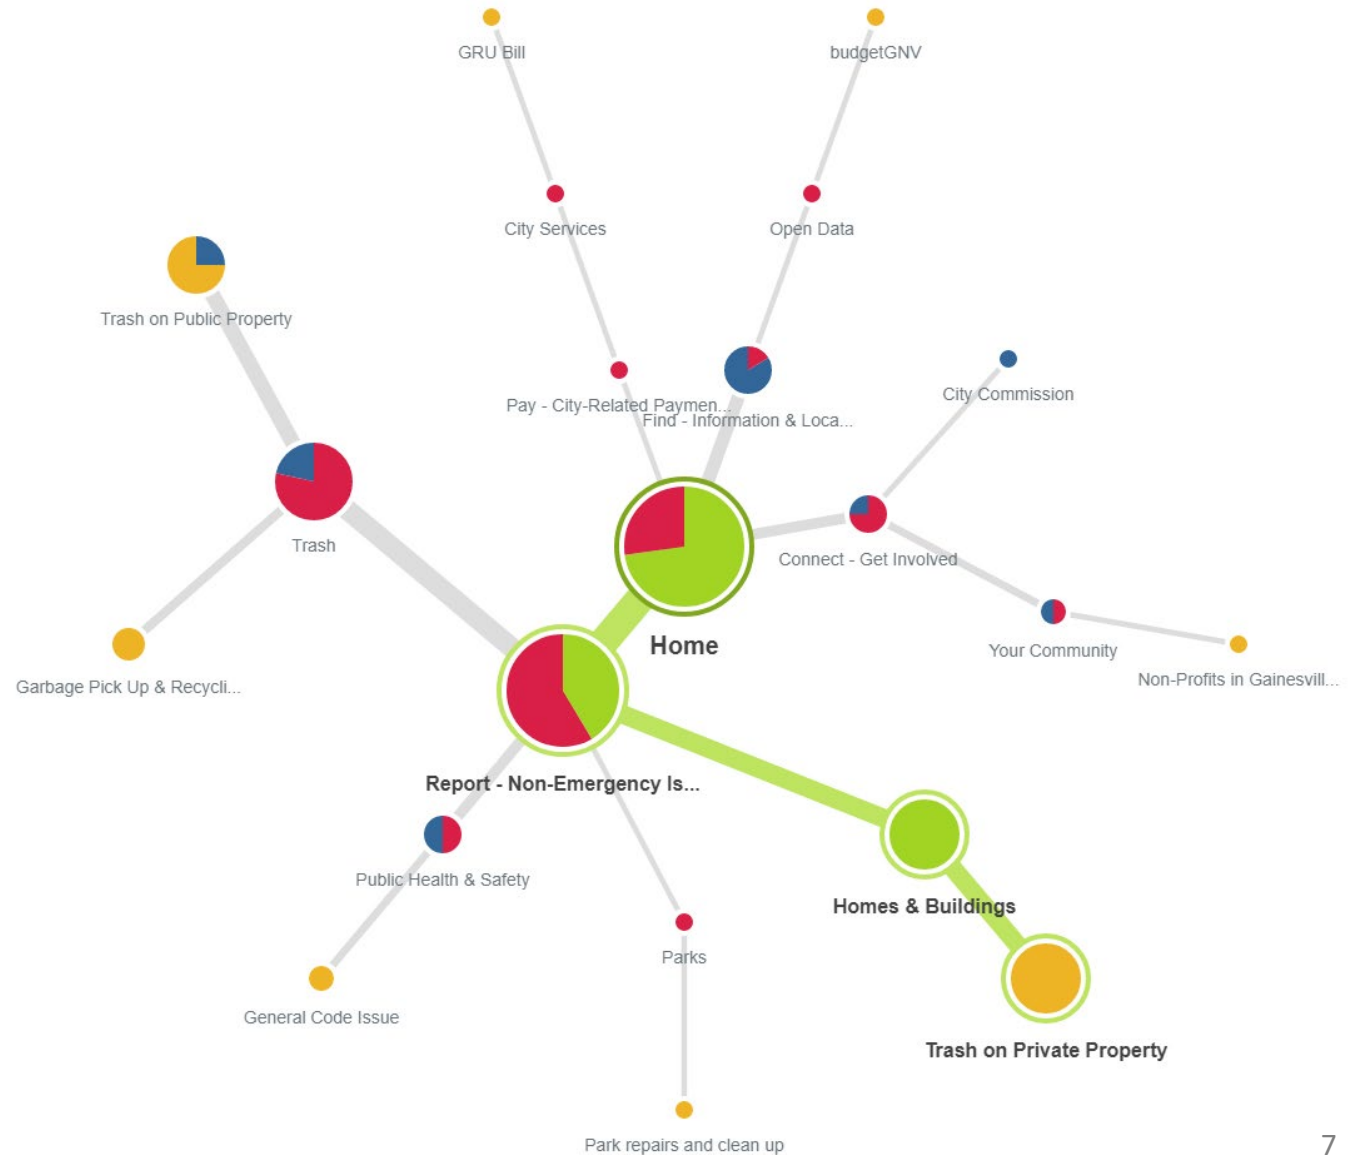 GRU Bill
budgetGNV
City Services
Open Data
Trash on Public Property
City Commission
Pay - City-Related Paymen...
Find - Information & Loca...
Trash
Connect - Get Involved
Home
Your Community
Non-Profits in Gainesvill...
Garbage Pick Up & Recycli...
Report - Non-Emergency Is...
Public Health & Safety
Homes & Buildings
Parks
General Code Issue
Trash on Private Property
Park repairs and clean up
7